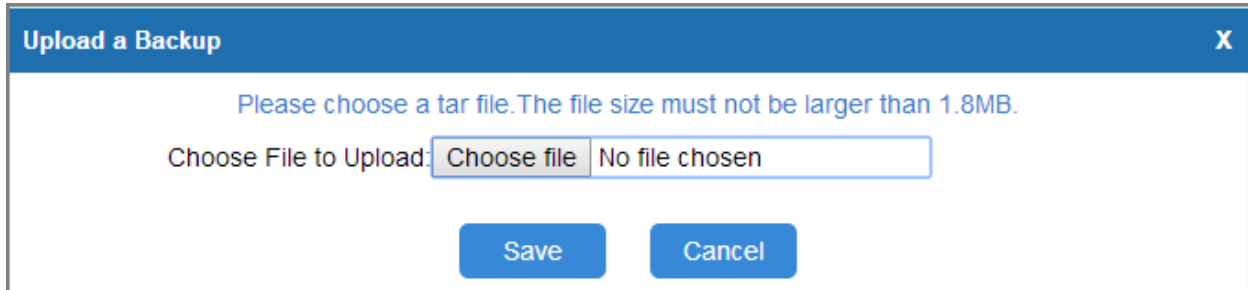 Upload a Backup X
Please choose a tar file.The file size must not be larger than 1.8MB.
Choose File to Upload: Choose file No file chosen
Save Cancel